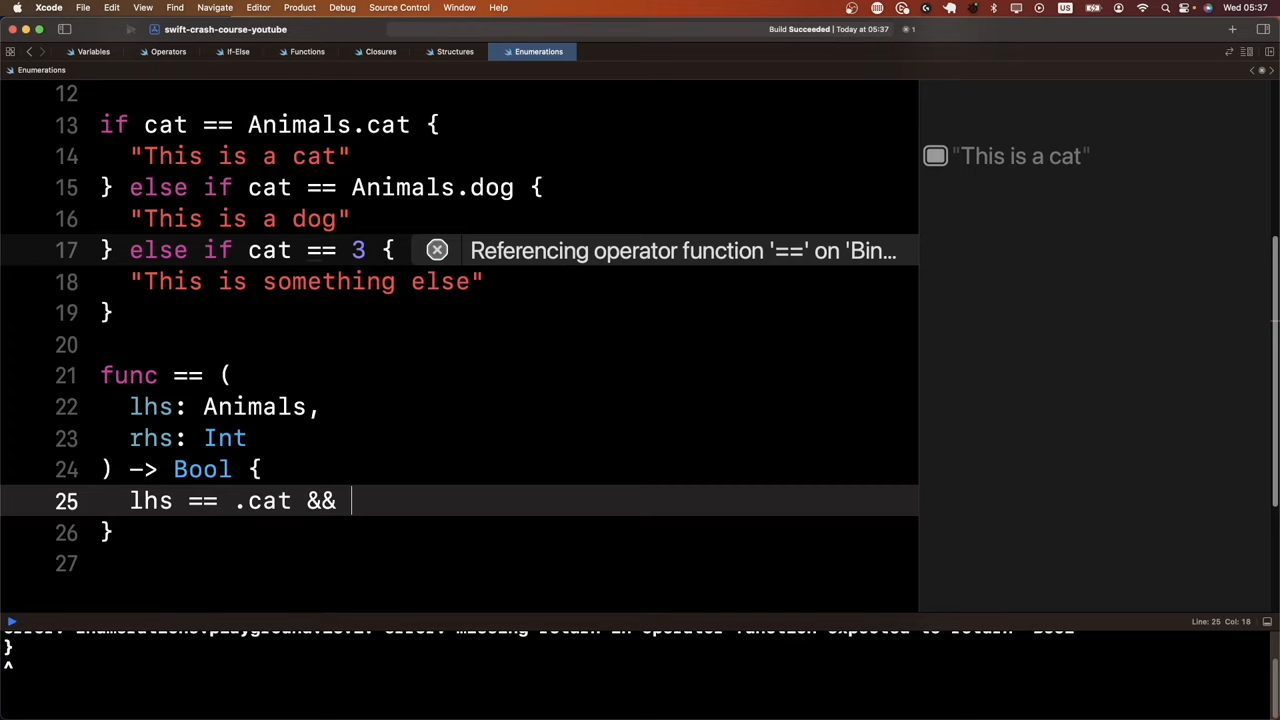 Xcode File Edit View Find Navigate Editor Product Debug Source Control Window Help Wed 05:37
swift-crash-course-youtube Build Succeeded | Today at 05:37 1
Variables Operators If-Else Functions Closures Structures Enumerations
Enumerations
12
13 if cat == Animals.cat {
14 "This is a cat" "This is a cat"
15 } else if cat == Animals.dog {
16 "This is a dog"
17 } else if cat == 3 { Referencing operator function '==' on 'Bin...
18 "This is something else"
19 }
20
21 func == (
22 lhs: Animals,
23 rhs: Int
24 ) -> Bool {
25 lhs == .cat &&
26 }
27
Line: 25 Col: 18
}
^